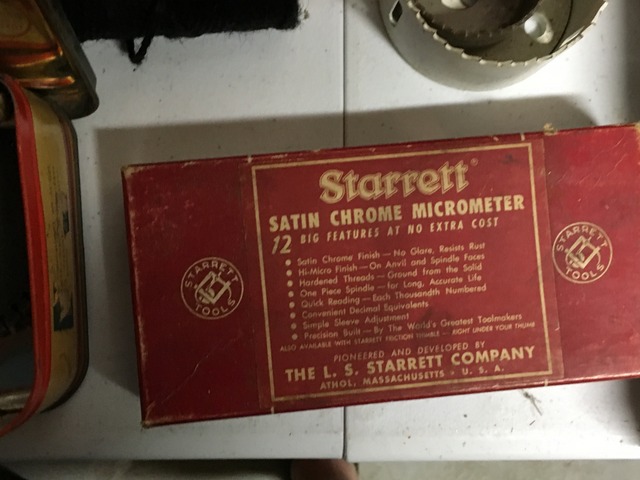 Starrett®
SATIN CHROME MICROMETER
12 BIG FEATURES AT NO EXTRA COST
Satin Chrome Finish — No Glare, Resists Rust
Hi-Micro Finish — On Anvil and Spindle Faces
Hardened Threads — Ground from the Solid
One Piece Spindle — for Long, Accurate Life
Quick Reading — Each Thousandth Numbered
Convenient Decimal Equivalents
Simple Sleeve Adjustment
Precision Built — By The World's Greatest Toolmakers
ALSO AVAILABLE WITH STARRETT FRICTION THIMBLE — RIGHT UNDER YOUR THUMB
PIONEERED AND DEVELOPED BY
THE L. S. STARRETT COMPANY
ATHOL, MASSACHUSETTS • U. S. A.
STARRETT
TOOLS
STARRETT
TOOLS